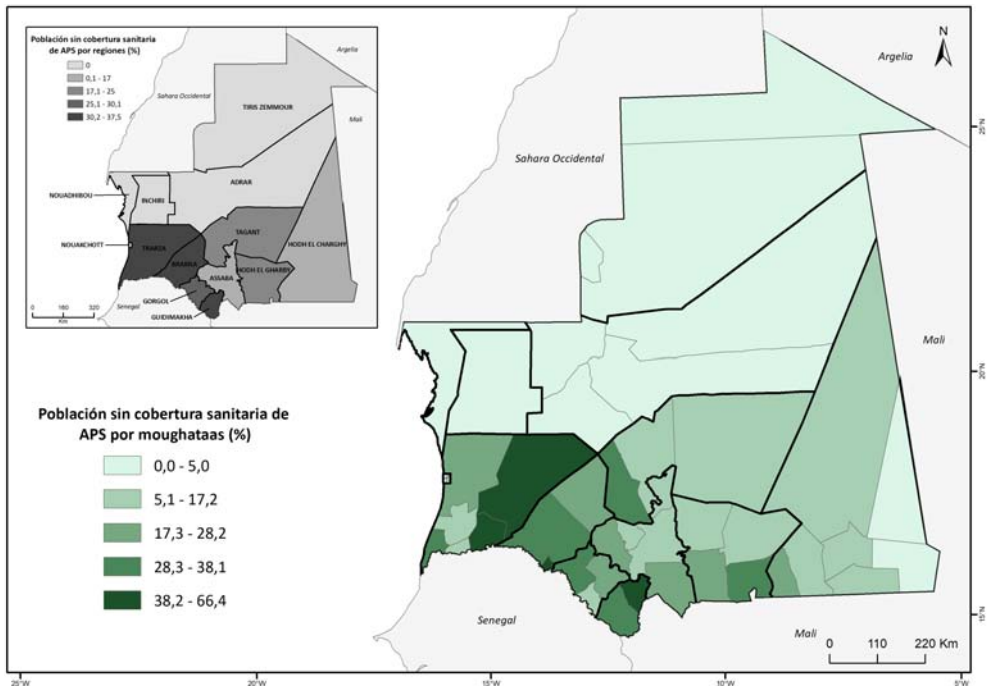 Población sin cobertura sanitaria
de APS por regiones (%)
0
0,1 - 17
17,1 - 25
25,1 - 30,1
30,2 - 37,5
Argelia
Sahara Occidental
Mali
TIRIS ZEMMOUR
ADRAR
NOUADHIBOU
INCHIRI
NOUAKCHOTT
TRARZA
TAGANT
BRAKNA
HODH EL CHARGHY
HODH EL GHARBY
ASSABA
GORGOL
Senegal
GUIDIMAKHA
0 160 320
Km
N
Argelia
25°N
Sahara Occidental
20°N
Mali
Población sin cobertura sanitaria de
APS por moughataas (%)
0,0 - 5,0
5,1 - 17,2
17,3 - 28,2
28,3 - 38,1
38,2 - 66,4
Senegal
15°N
Mali
0 110 220
Km
25°W 20°W 15°W 10°W 5°W